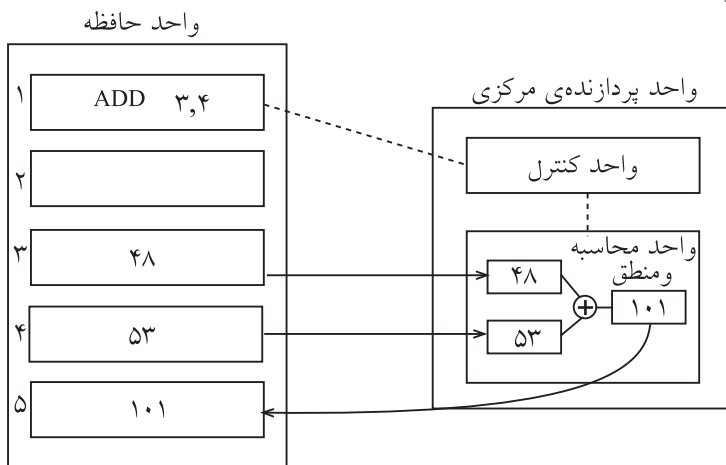 واحد حافظه
۱ ADD ۳,۴
۲
۳ ۴۸
۴ ۵۳
۵ ۱۰۱
واحد پردازنده‌ی مرکزی
واحد کنترل
واحد محاسبه
ومنطق
۴۸
+
۵۳
۱۰۱